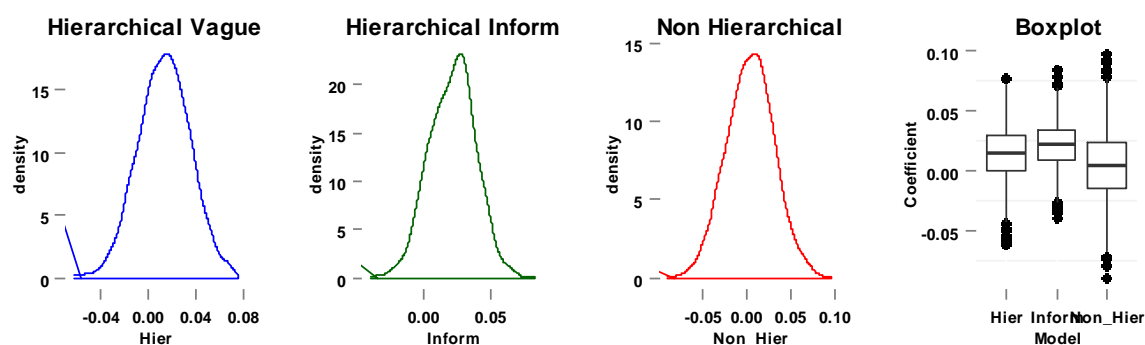 Hierarchical Vague
15
10
5
0
density
-0.04 0.00 0.04 0.08
Hier
Hierarchical Inform
20
15
10
5
0
density
0.00 0.05
Inform
Non Hierarchical
15
10
5
0
density
-0.05 0.00 0.05 0.10
Non_Hier
Boxplot
0.10
0.05
0.00
-0.05
Coefficient
Hier Inform Non_Hier
Model